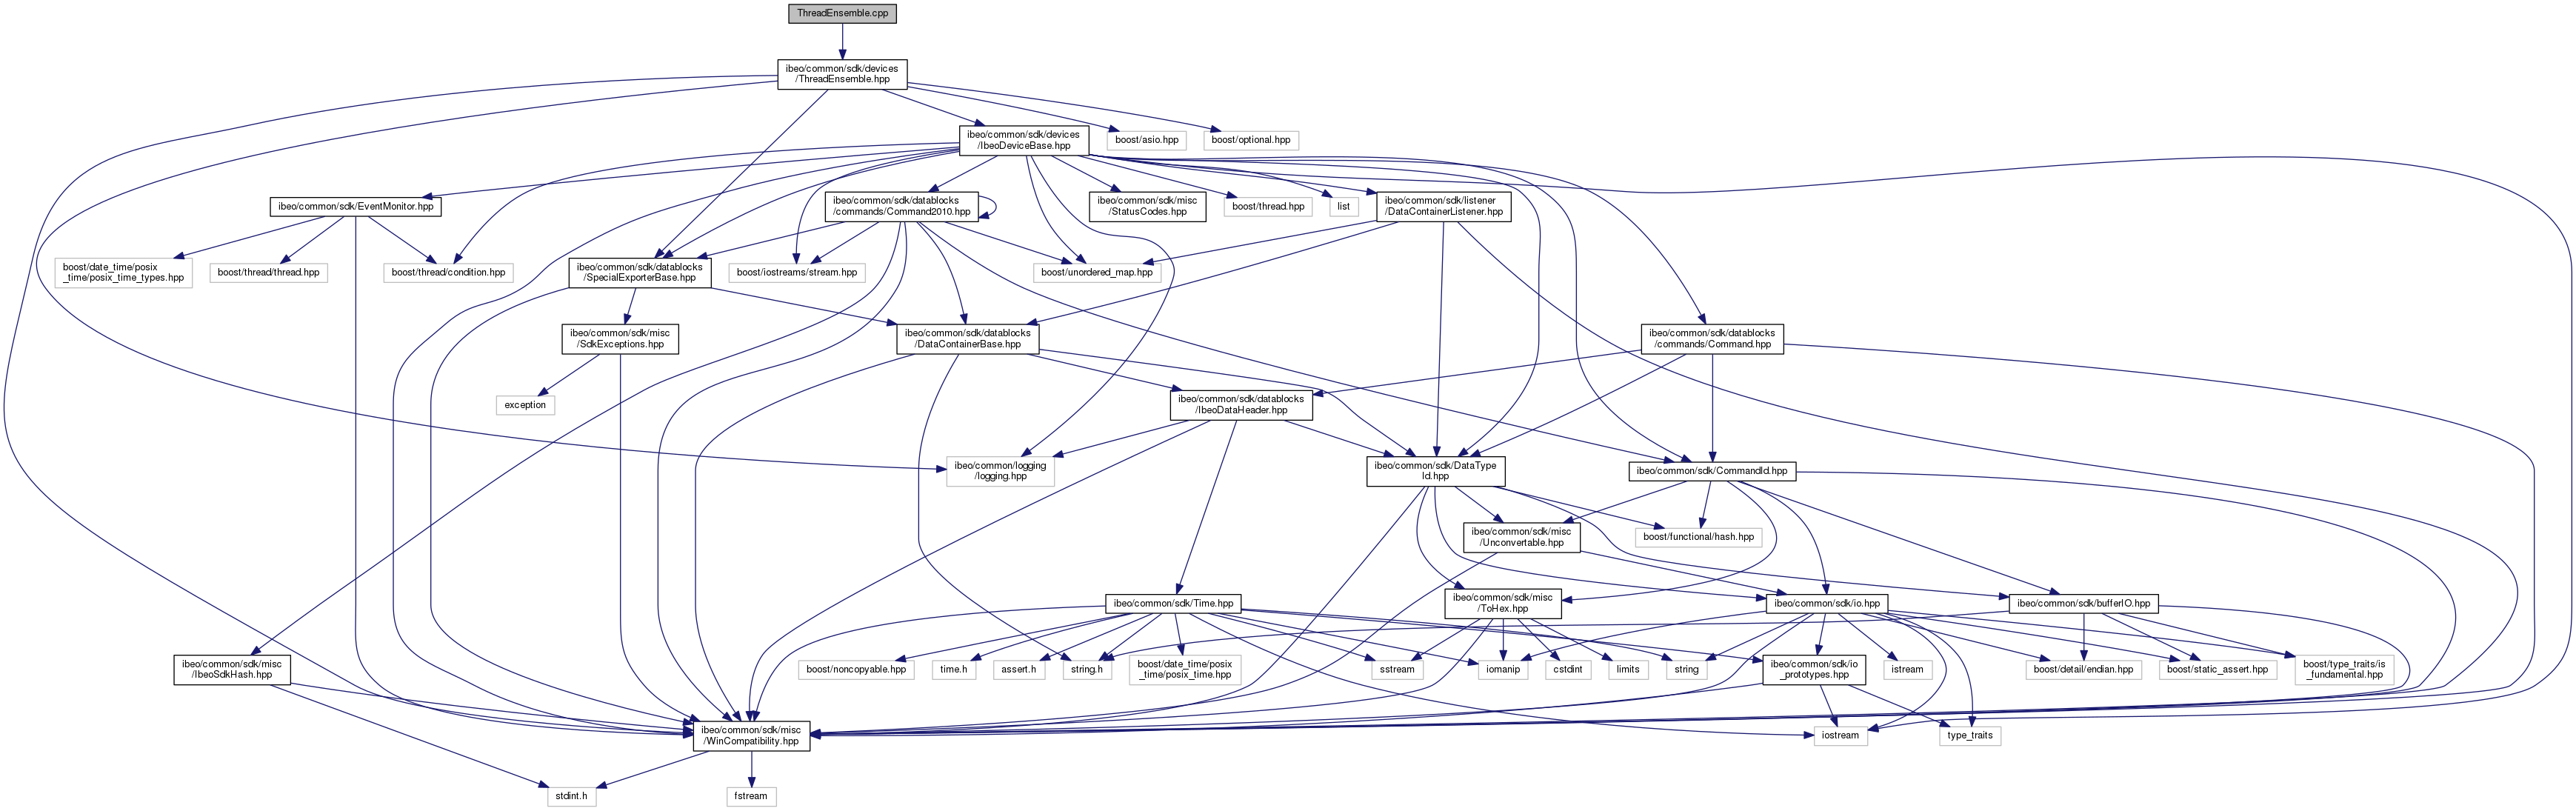 ThreadEnsemble.cpp
ibeo/common/sdk/devices
/ThreadEnsemble.hpp
ibeo/common/sdk/devices
/IbeoDeviceBase.hpp
boost/asio.hpp
boost/optional.hpp
ibeo/common/sdk/EventMonitor.hpp
ibeo/common/sdk/datablocks
/commands/Command2010.hpp
ibeo/common/sdk/misc
/StatusCodes.hpp
boost/thread.hpp
list
ibeo/common/sdk/listener
/DataContainerListener.hpp
boost/date_time/posix
_time/posix_time_types.hpp
boost/thread/thread.hpp
boost/thread/condition.hpp
ibeo/common/sdk/datablocks
/SpecialExporterBase.hpp
boost/iostreams/stream.hpp
boost/unordered_map.hpp
ibeo/common/sdk/misc
/SdkExceptions.hpp
ibeo/common/sdk/datablocks
/DataContainerBase.hpp
ibeo/common/sdk/datablocks
/commands/Command.hpp
exception
ibeo/common/sdk/datablocks
/IbeoDataHeader.hpp
ibeo/common/logging
/logging.hpp
ibeo/common/sdk/DataType
Id.hpp
ibeo/common/sdk/CommandId.hpp
ibeo/common/sdk/misc
/Unconvertable.hpp
boost/functional/hash.hpp
ibeo/common/sdk/Time.hpp
ibeo/common/sdk/misc
/ToHex.hpp
ibeo/common/sdk/io.hpp
ibeo/common/sdk/bufferIO.hpp
ibeo/common/sdk/misc
/IbeoSdkHash.hpp
boost/noncopyable.hpp
time.h
assert.h
string.h
boost/date_time/posix
_time/posix_time.hpp
sstream
iomanip
cstdint
limits
string
ibeo/common/sdk/io
_prototypes.hpp
istream
boost/detail/endian.hpp
boost/static_assert.hpp
boost/type_traits/is
_fundamental.hpp
ibeo/common/sdk/misc
/WinCompatibility.hpp
iostream
type_traits
stdint.h
fstream